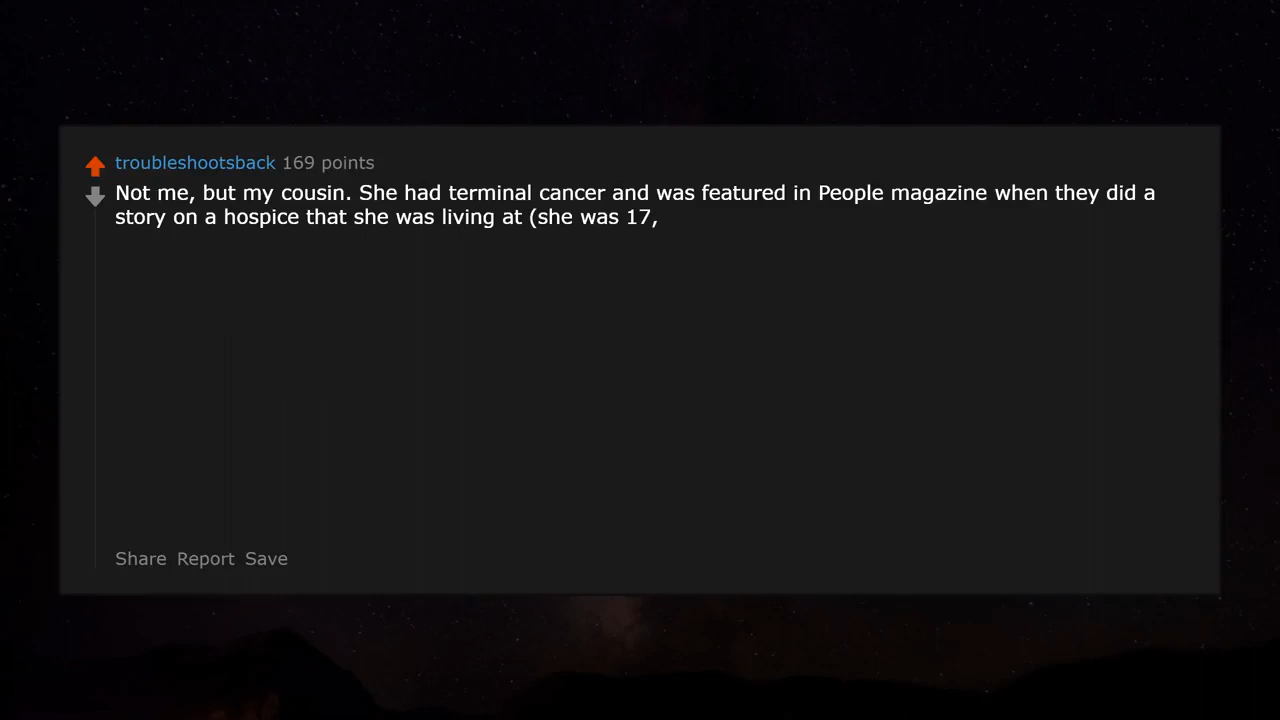 troubleshootsback 169 points
Not me, but my cousin. She had terminal cancer and was featured in People magazine when they did a
story on a hospice that she was living at (she was 17,
Share Report Save